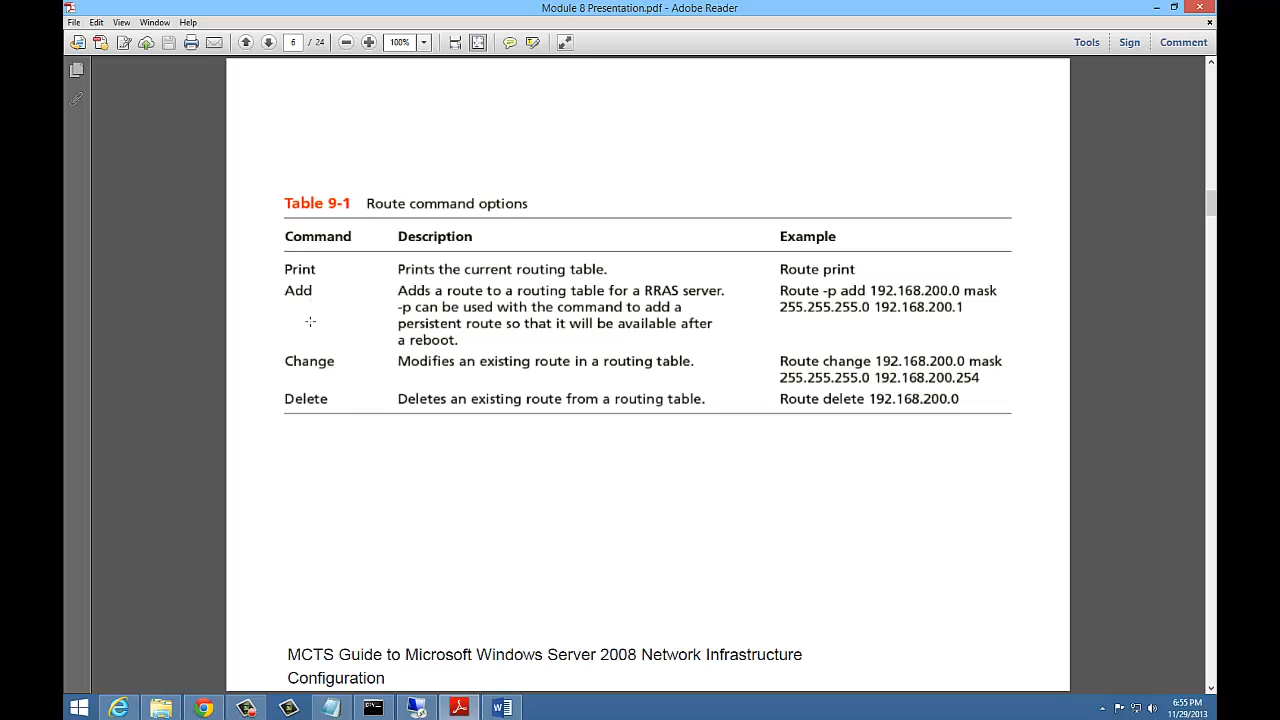 Module 8 Presentation.pdf - Adobe Reader
File Edit View Window Help
6 / 24 100% Tools Sign Comment
Table 9-1 Route command options
Command Description Example
Print Prints the current routing table. Route print
Add Adds a route to a routing table for a RRAS server. Route -p add 192.168.200.0 mask
-p can be used with the command to add a 255.255.255.0 192.168.200.1
persistent route so that it will be available after
a reboot.
Change Modifies an existing route in a routing table. Route change 192.168.200.0 mask
255.255.255.0 192.168.200.254
Delete Deletes an existing route from a routing table. Route delete 192.168.200.0
MCTS Guide to Microsoft Windows Server 2008 Network Infrastructure
Configuration
6:55 PM
11/29/2013